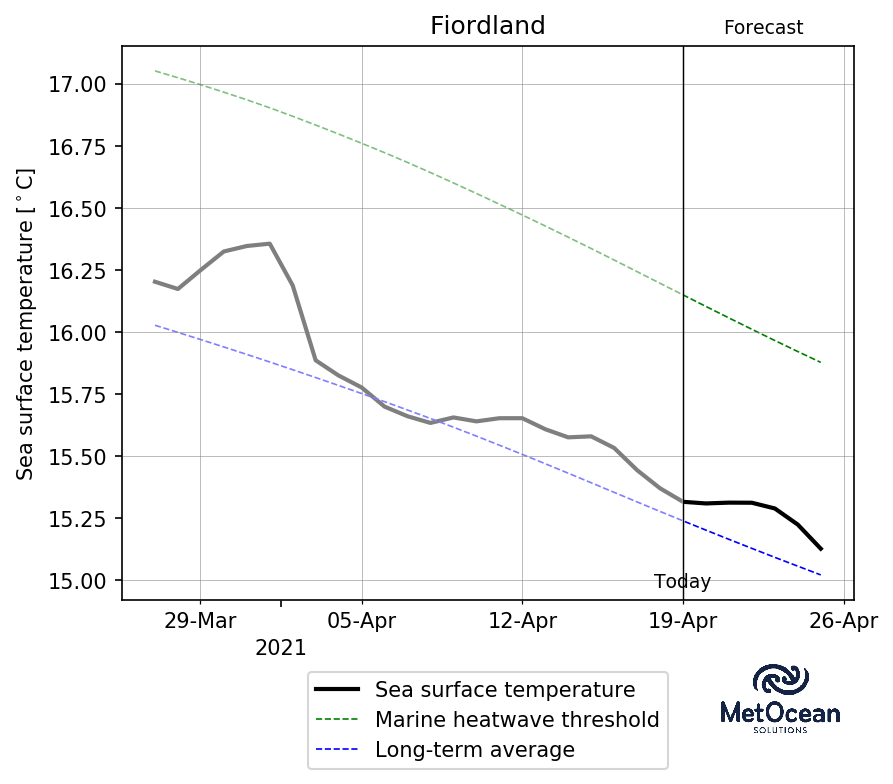 Fiordland
Forecast
Sea surface temperature [°C]
17.00
16.75
16.50
16.25
16.00
15.75
15.50
15.25
15.00
Today
29-Mar
05-Apr
12-Apr
19-Apr
26-Apr
2021
Sea surface temperature
Marine heatwave threshold
Long-term average
MetOcean
SOLUTIONS